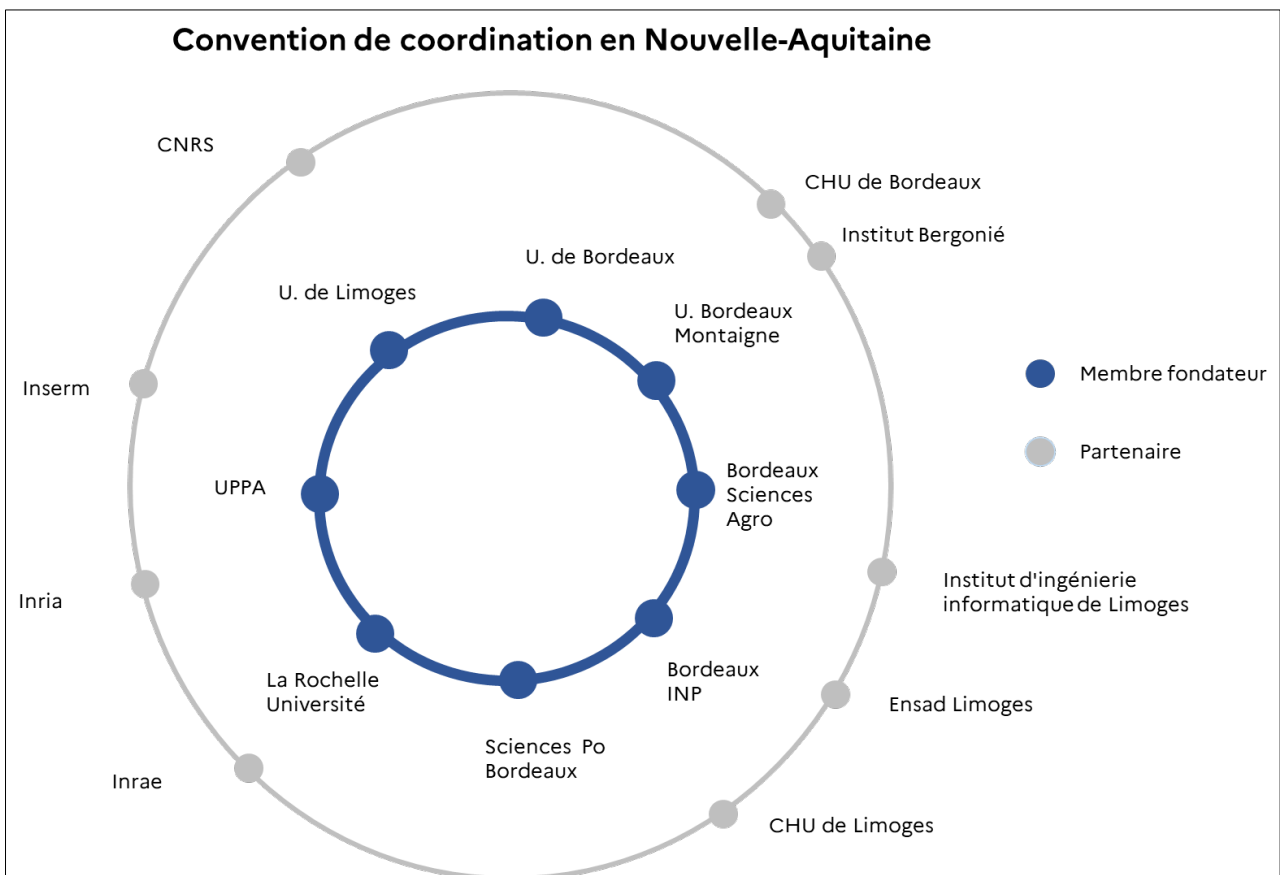 Convention de coordination en Nouvelle-Aquitaine
CNRS
CHU de Bordeaux
Institut Bergonié
U. de Bordeaux
U. de Limoges
U. Bordeaux
Montaigne
Membre fondateur
Inserm
Partenaire
UPPA
Bordeaux
Sciences
Agro
Institut d'ingénierie
informatique de Limoges
Inria
La Rochelle
Université
Bordeaux
INP
Ensad Limoges
Sciences Po
Bordeaux
Inrae
CHU de Limoges